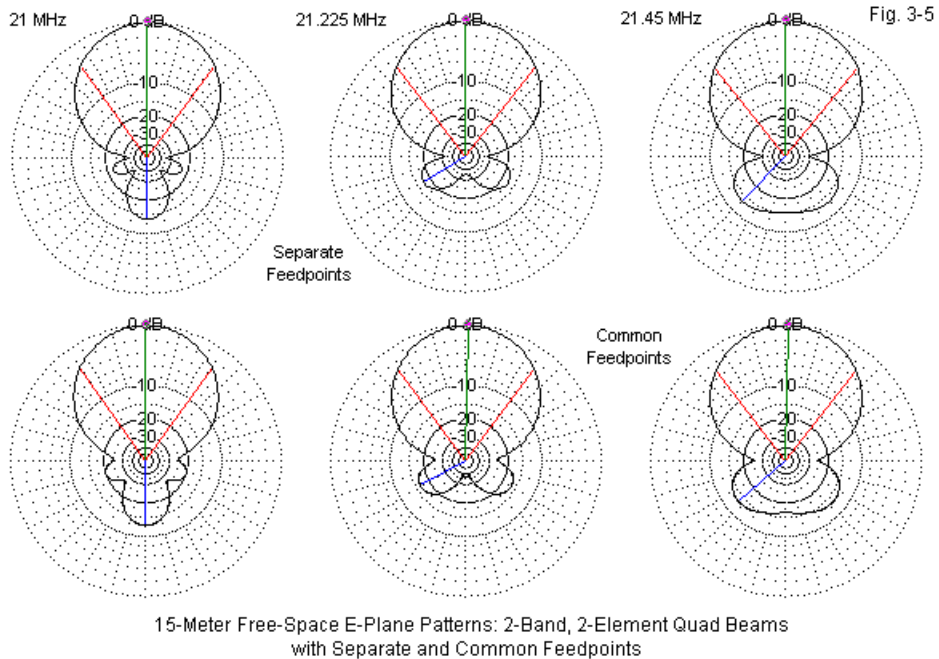 21 MHz
21.225 MHz
21.45 MHz
Fig. 3-5
0 dB
-10
20
30
0 dB
-10
20
30
0 dB
-10
20
30
Separate
Feedpoints
0 dB
-10
20
30
0 dB
-10
20
30
Common
Feedpoints
0 dB
-10
20
30
15-Meter Free-Space E-Plane Patterns: 2-Band, 2-Element Quad Beams
with Separate and Common Feedpoints